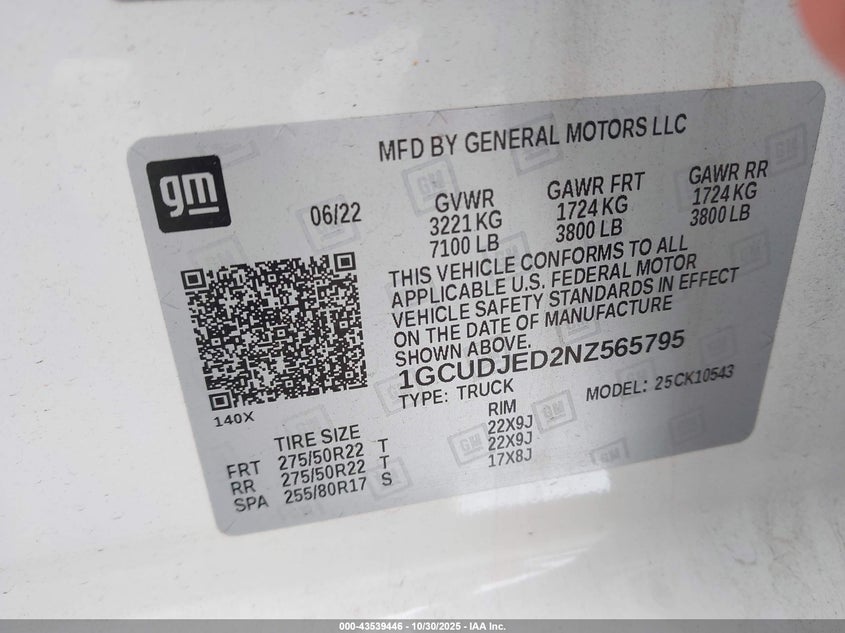 MFD BY GENERAL MOTORS LLC
gm
06/22
GVWR GAWR FRT GAWR RR
3221 KG 1724 KG 1724 KG
7100 LB 3800 LB 3800 LB
THIS VEHICLE CONFORMS TO ALL
APPLICABLE U.S. FEDERAL MOTOR
VEHICLE SAFETY STANDARDS IN EFFECT
ON THE DATE OF MANUFACTURE
SHOWN ABOVE.
1GCUDJED2NZ565795
TYPE: TRUCK MODEL: 25CK10543
140X
TIRE SIZE RIM
FRT 275/50R22 T 22X9J
RR 275/50R22 T 22X9J
SPA 255/80R17 S 17X8J
000-43539446 - 10/30/2025 - IAA Inc.